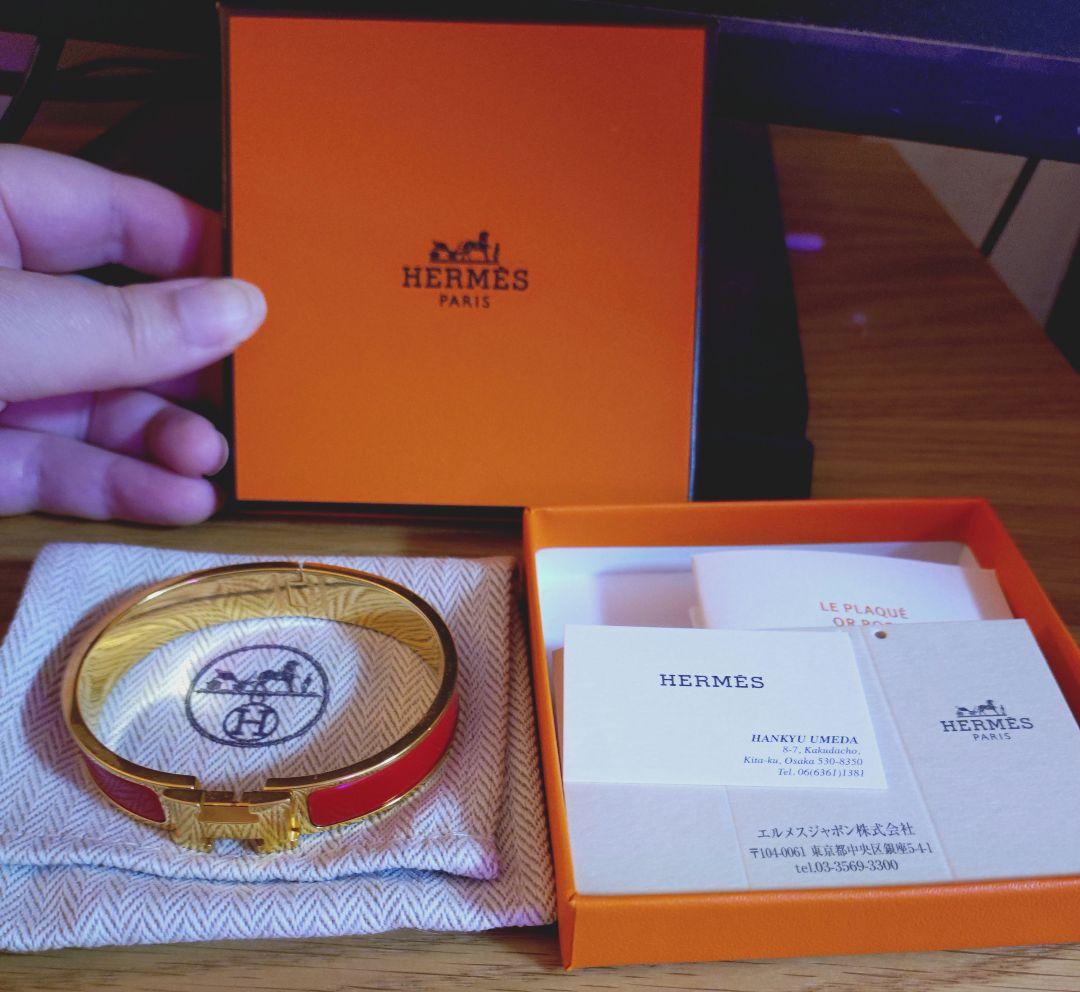 HERMÈS
PARIS
H
LE PLAQUÉ
HERMÈS
HANKYU UMEDA
8-7, Kakudacho,
Kita-ku, Osaka 530-8350
Tel. 06(6361)1381
HERMÈS
PARIS
エルメスジャポン株式会社
〒104-0061 東京都中央区銀座5-4-1
tel.03-3569-3300